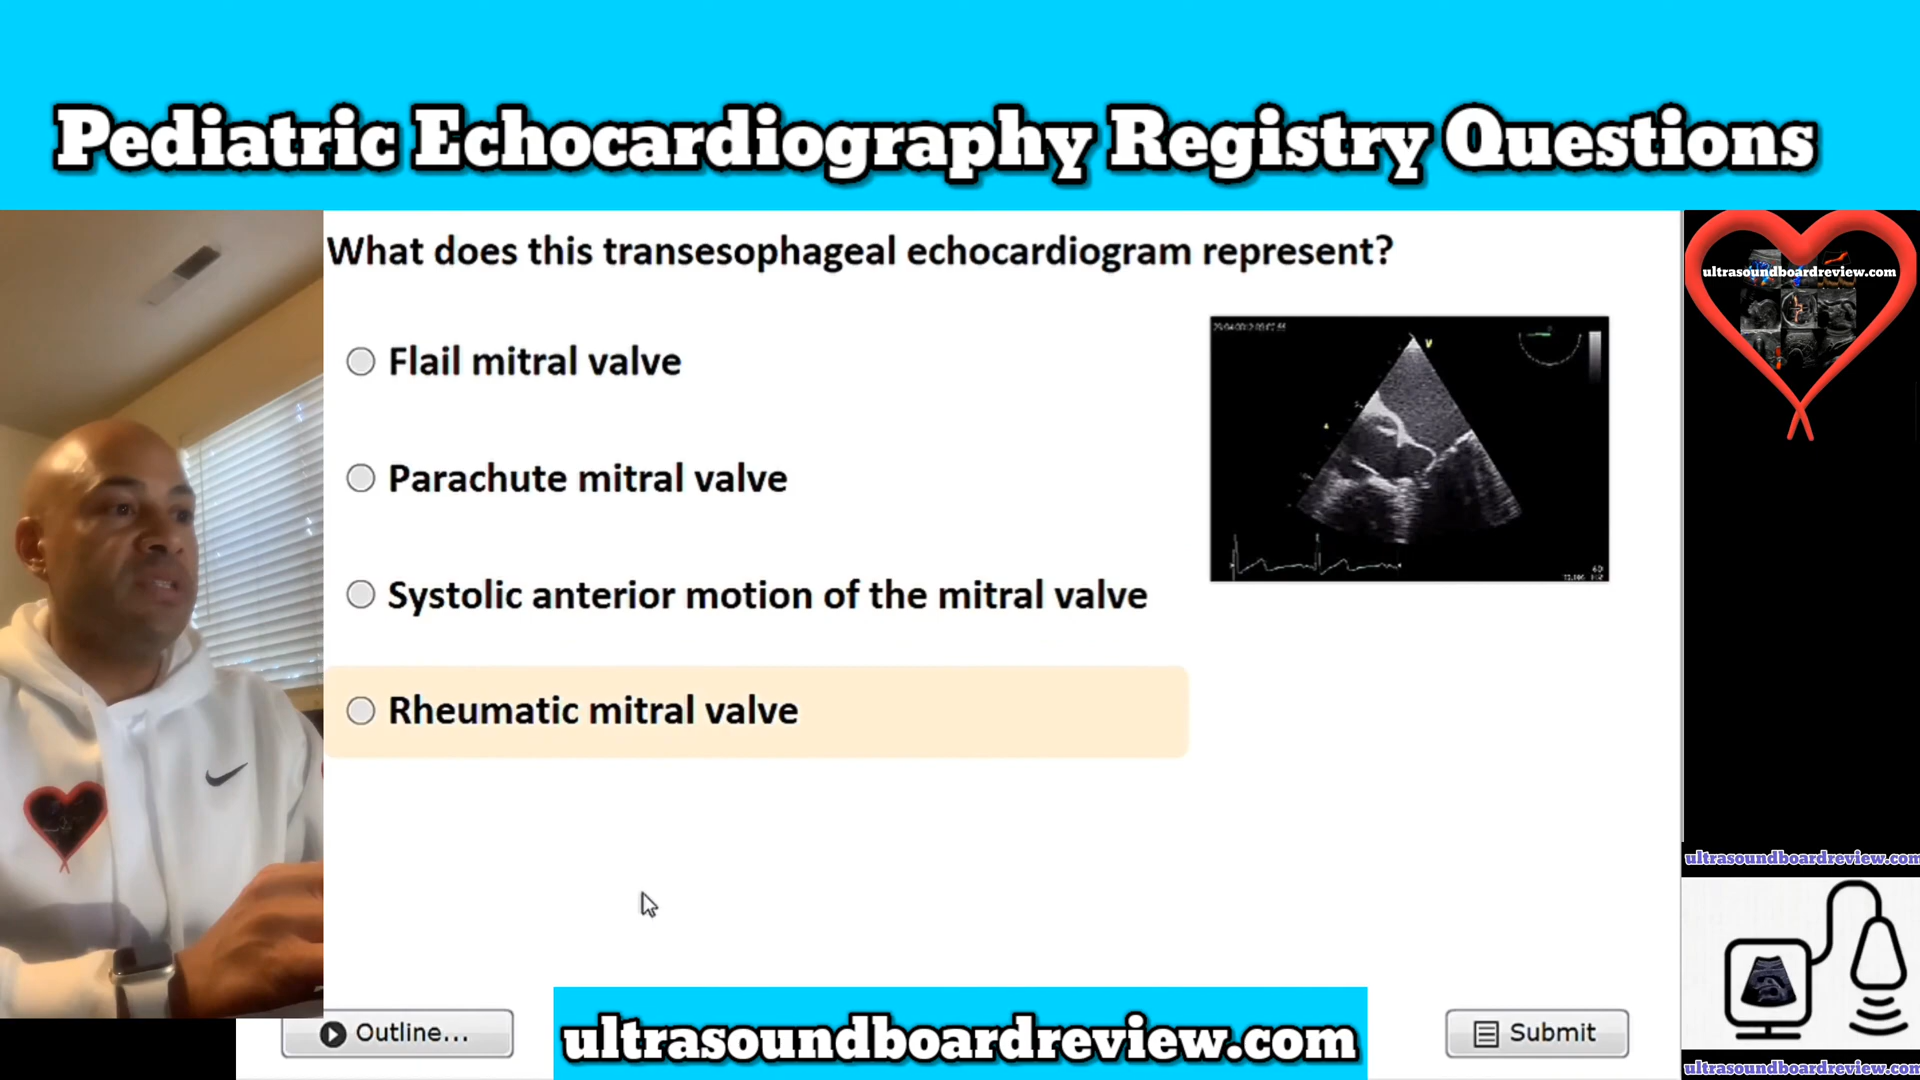 Pediatric Echocardiography Registry Questions
What does this transesophageal echocardiogram represent?
Flail mitral valve
Parachute mitral valve
Systolic anterior motion of the mitral valve
Rheumatic mitral valve
V
ultrasoundboardreview.com
ultrasoundboardreview.com
ultrasoundboardreview.com
Outline...
ultrasoundboardreview.com
Submit